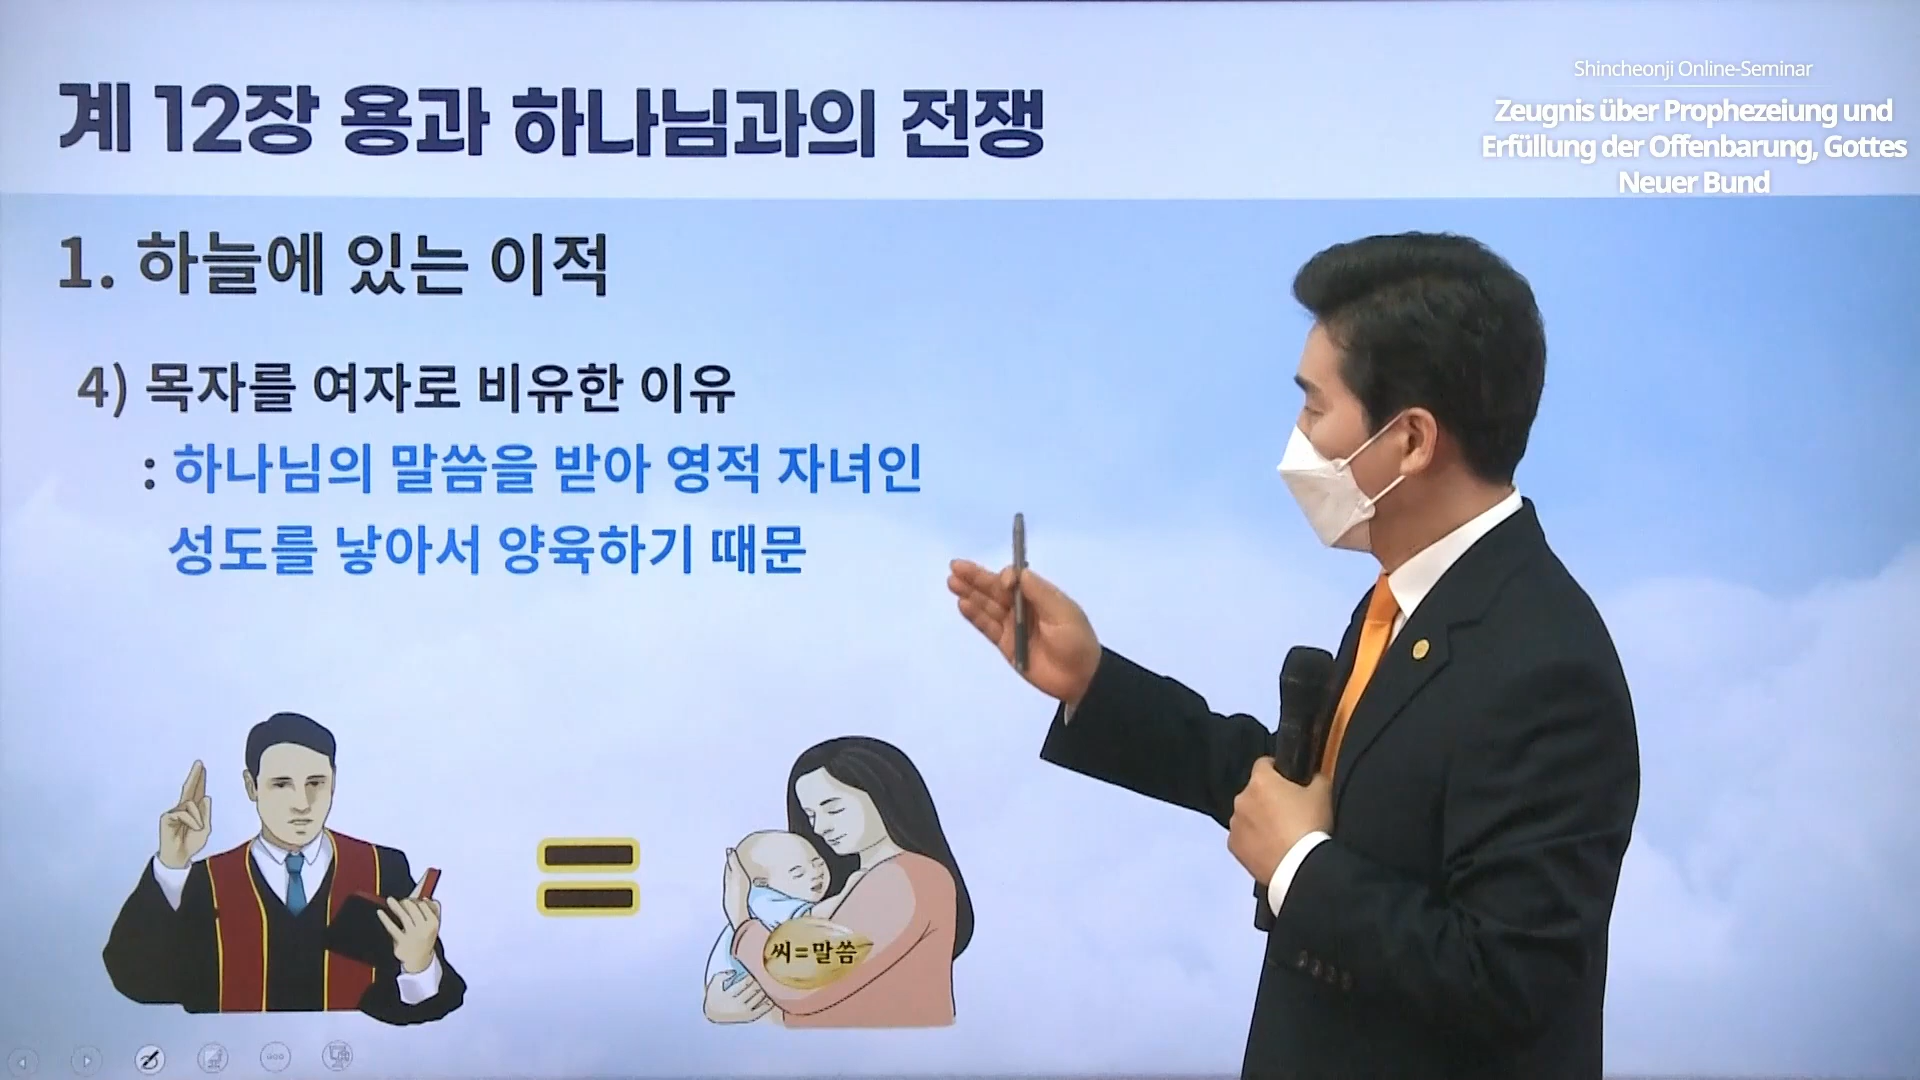 Shincheonji Online-Seminar
Zeugnis über Prophezeiung und
Erfüllung der Offenbarung, Gottes
Neuer Bund
계 12장 용과 하나님과의 전쟁
1. 하늘에 있는 이적
4) 목자를 여자로 비유한 이유
: 하나님의 말씀을 받아 영적 자녀인
성도를 낳아서 양육하기 때문
=
씨=말씀